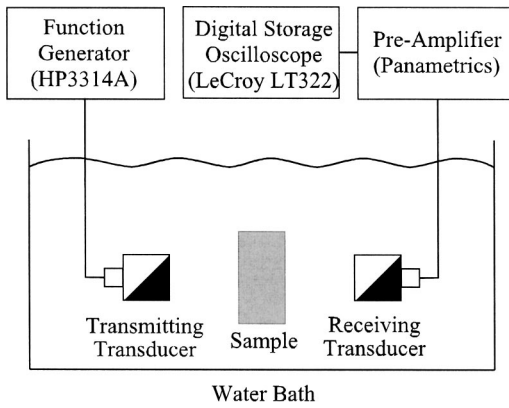 Function
Generator
(HP3314A)
Digital Storage
Oscilloscope
(LeCroy LT322)
Pre-Amplifier
(Panametrics)
Transmitting
Transducer
Sample
Receiving
Transducer
Water Bath